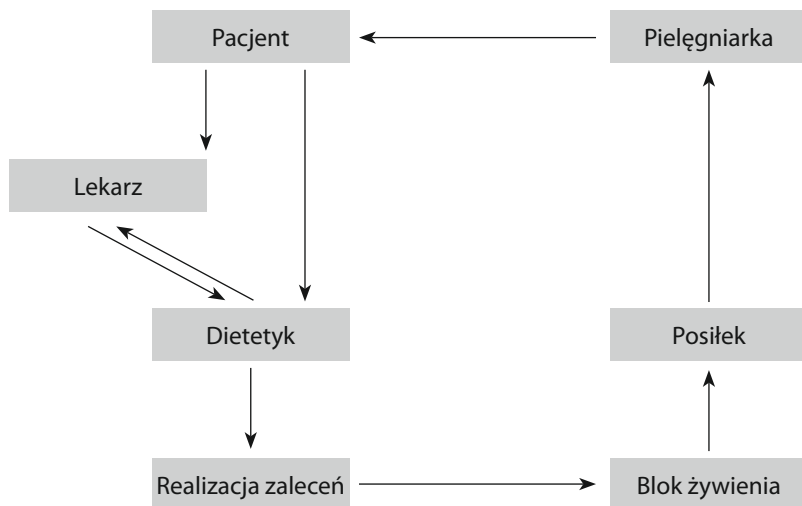 Pacjent
Pielęgniarka
Lekarz
Dietetyk
Posiłek
Realizacja zaleceń
Blok żywienia